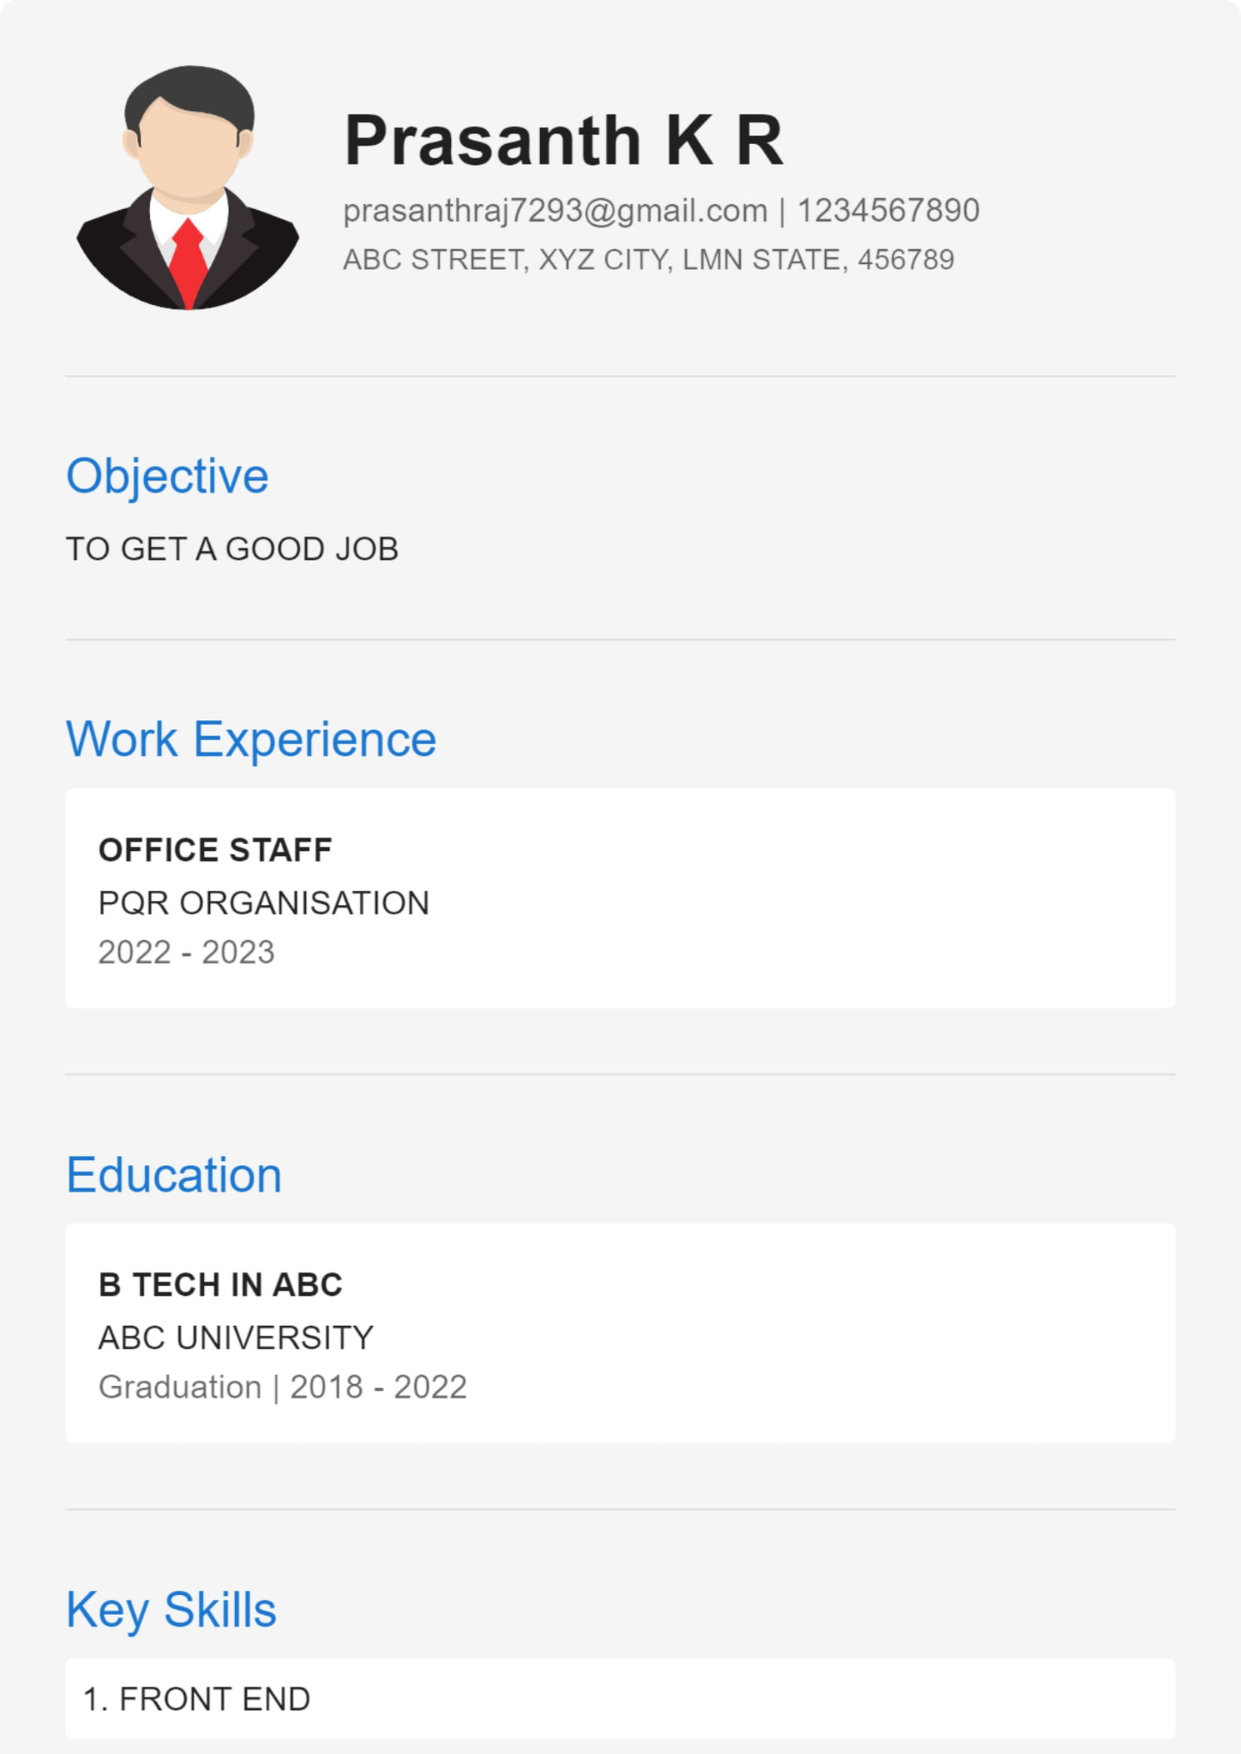 Prasanth K R
prasanthraj7293@gmail.com | 1234567890
ABC STREET, XYZ CITY, LMN STATE, 456789
Objective
TO GET A GOOD JOB
Work Experience
OFFICE STAFF
PQR ORGANISATION
2022 - 2023
Education
B TECH IN ABC
ABC UNIVERSITY
Graduation | 2018 - 2022
Key Skills
1. FRONT END